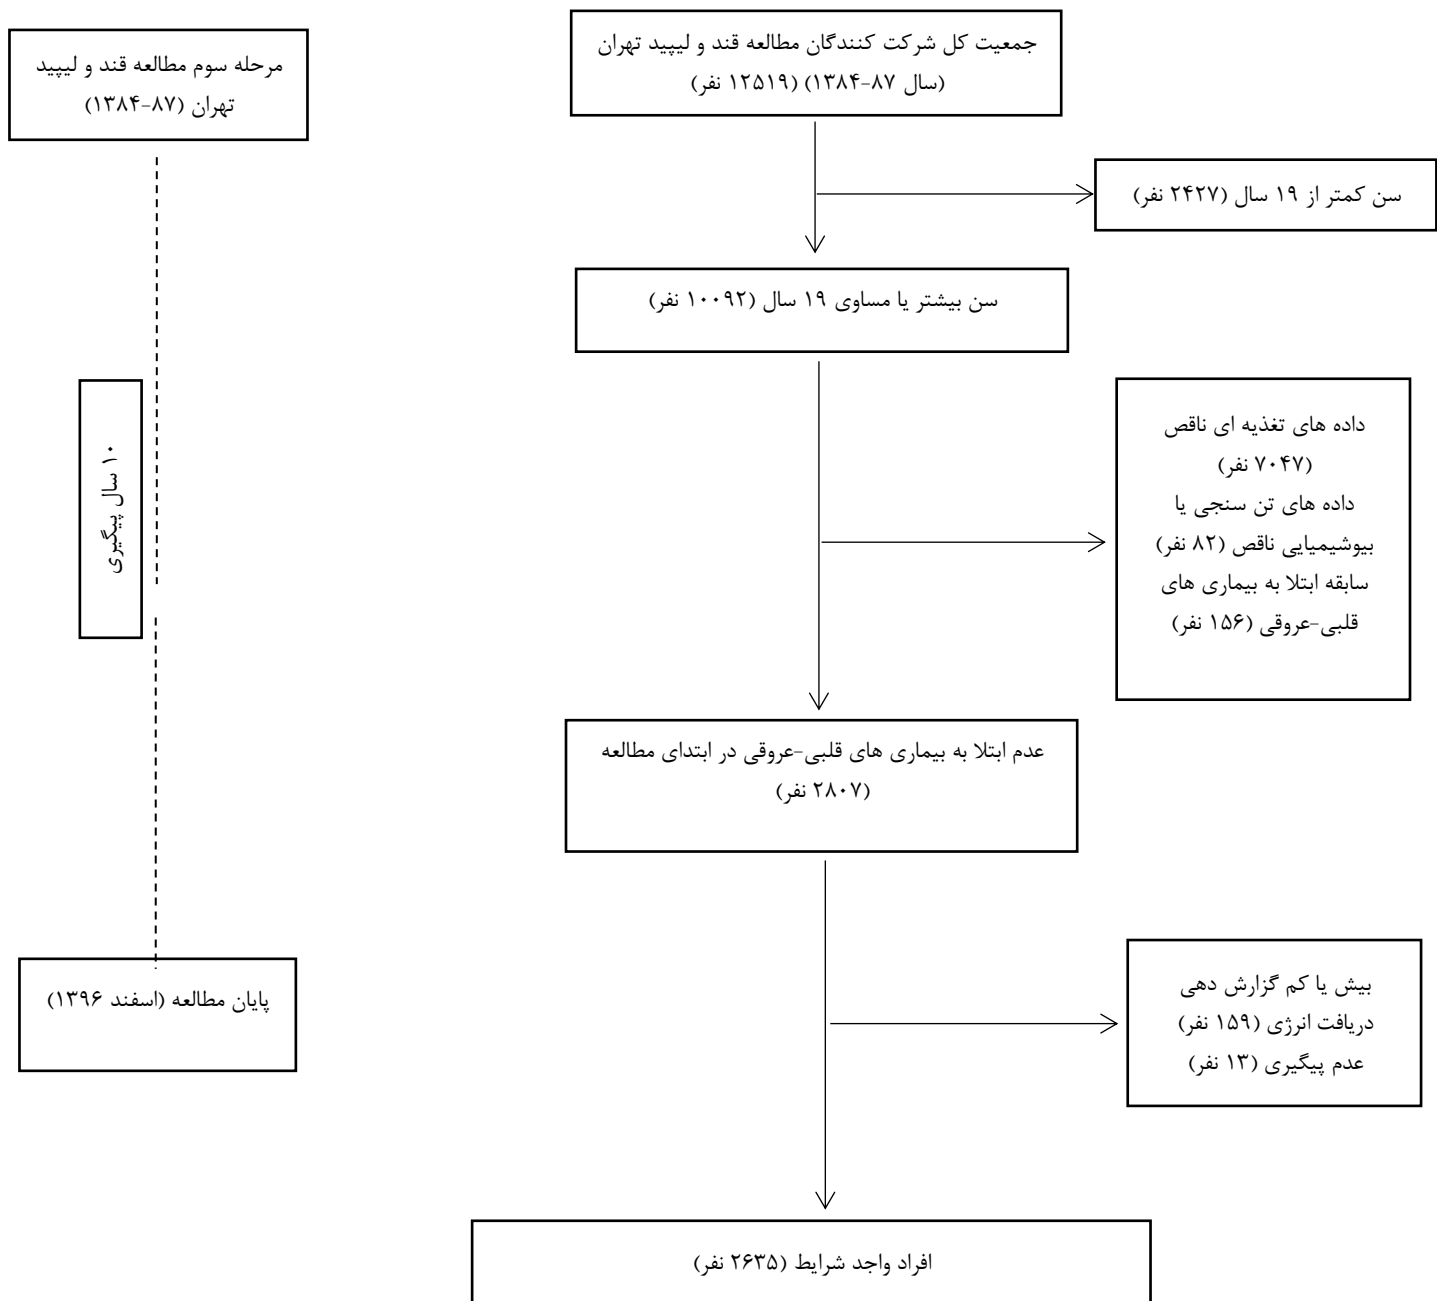 جمعیت کل شرکت کنندگان مطالعه قند و لیپید تهران
(سال ۸۷-۱۳۸۴) (۱۲۵۱۹ نفر)
مرحله سوم مطالعه قند و لیپید
تهران (۸۷-۱۳۸۴)
سن کمتر از ۱۹ سال (۲۴۲۷ نفر)
سن بیشتر یا مساوی ۱۹ سال (۱۰۰۹۲ نفر)
داده های تغذیه ای ناقص
(۷۰۴۷ نفر)
داده های تن سنجی یا
بیوشیمیایی ناقص (۸۲ نفر)
سابقه ابتلا به بیماری های
قلبی-عروقی (۱۵۶ نفر)
۱۰ سال پیگیری
عدم ابتلا به بیماری های قلبی-عروقی در ابتدای مطالعه
(۲۸۰۷ نفر)
بیش یا کم گزارش دهی
دریافت انرژی (۱۵۹ نفر)
عدم پیگیری (۱۳ نفر)
پایان مطالعه (اسفند ۱۳۹۶)
افراد واجد شرایط (۲۶۳۵ نفر)